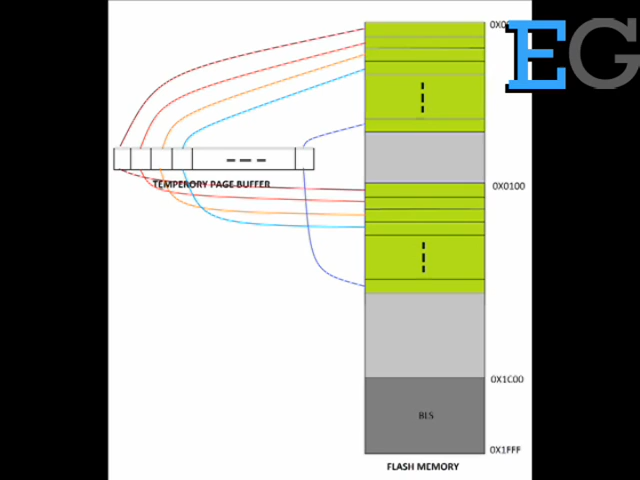 EG
TEMPERORY PAGE BUFFER
0X0100
0X1C00
BLS
0X1FFF
FLASH MEMORY